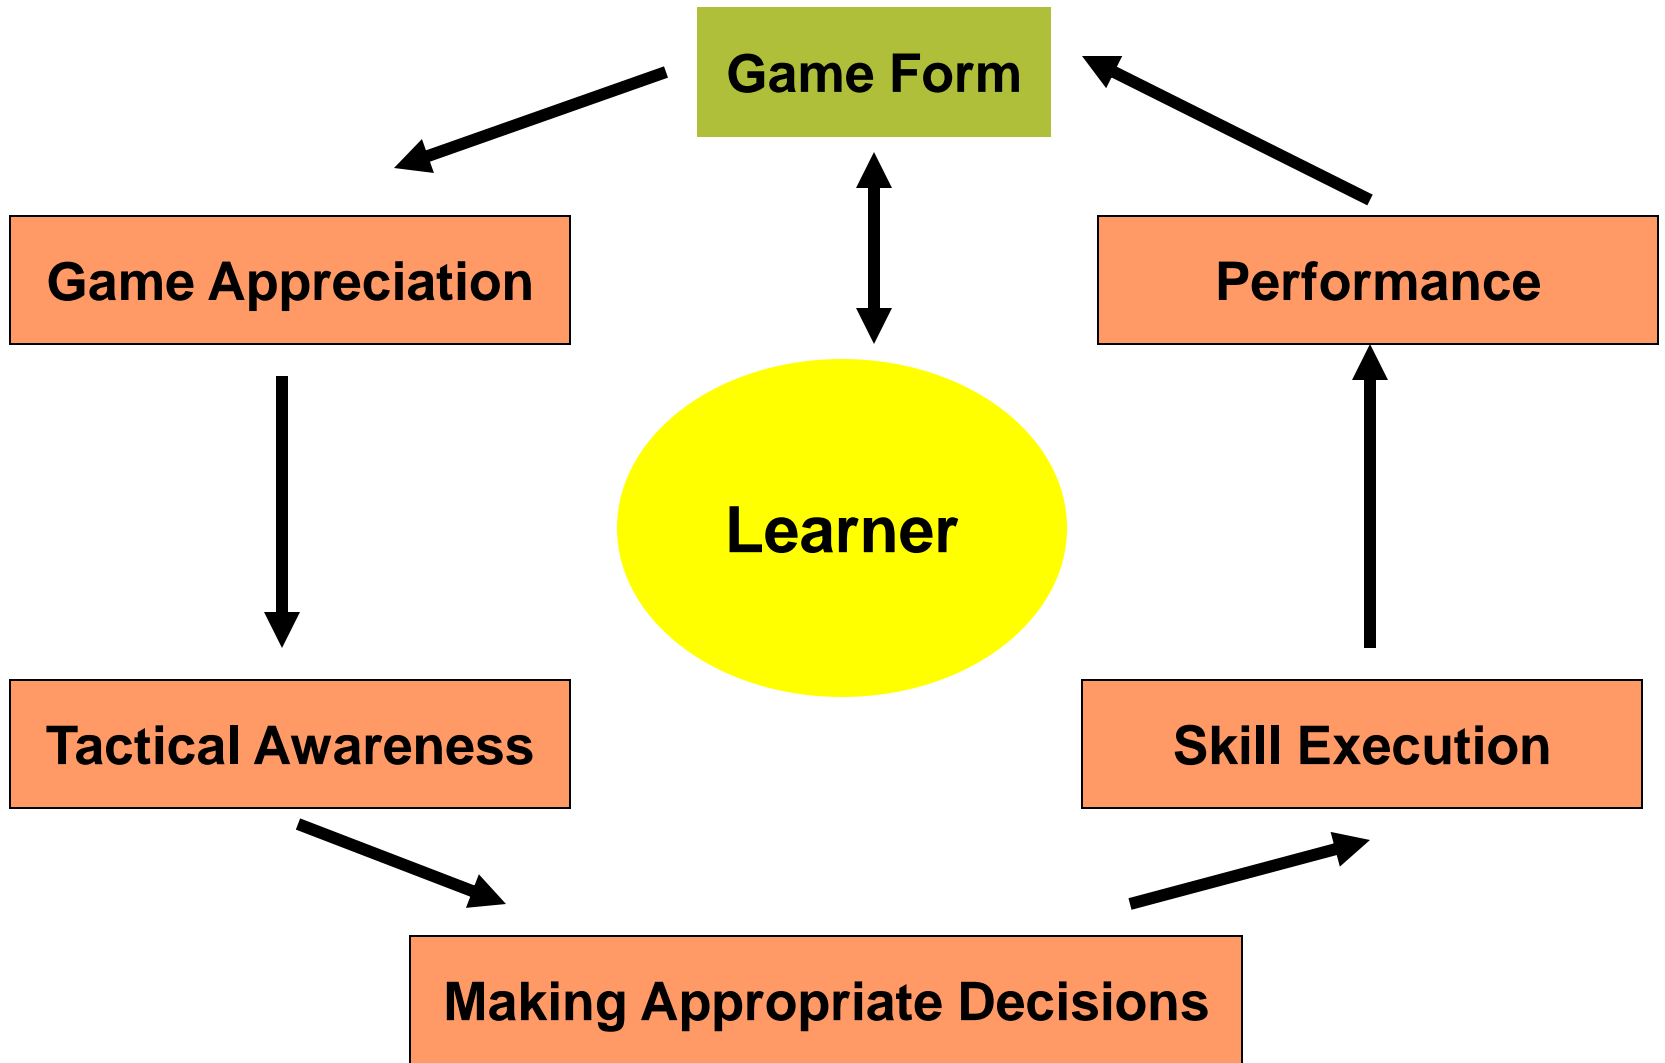 Game Form
Game Appreciation
Performance
Learner
Tactical Awareness
Skill Execution
Making Appropriate Decisions